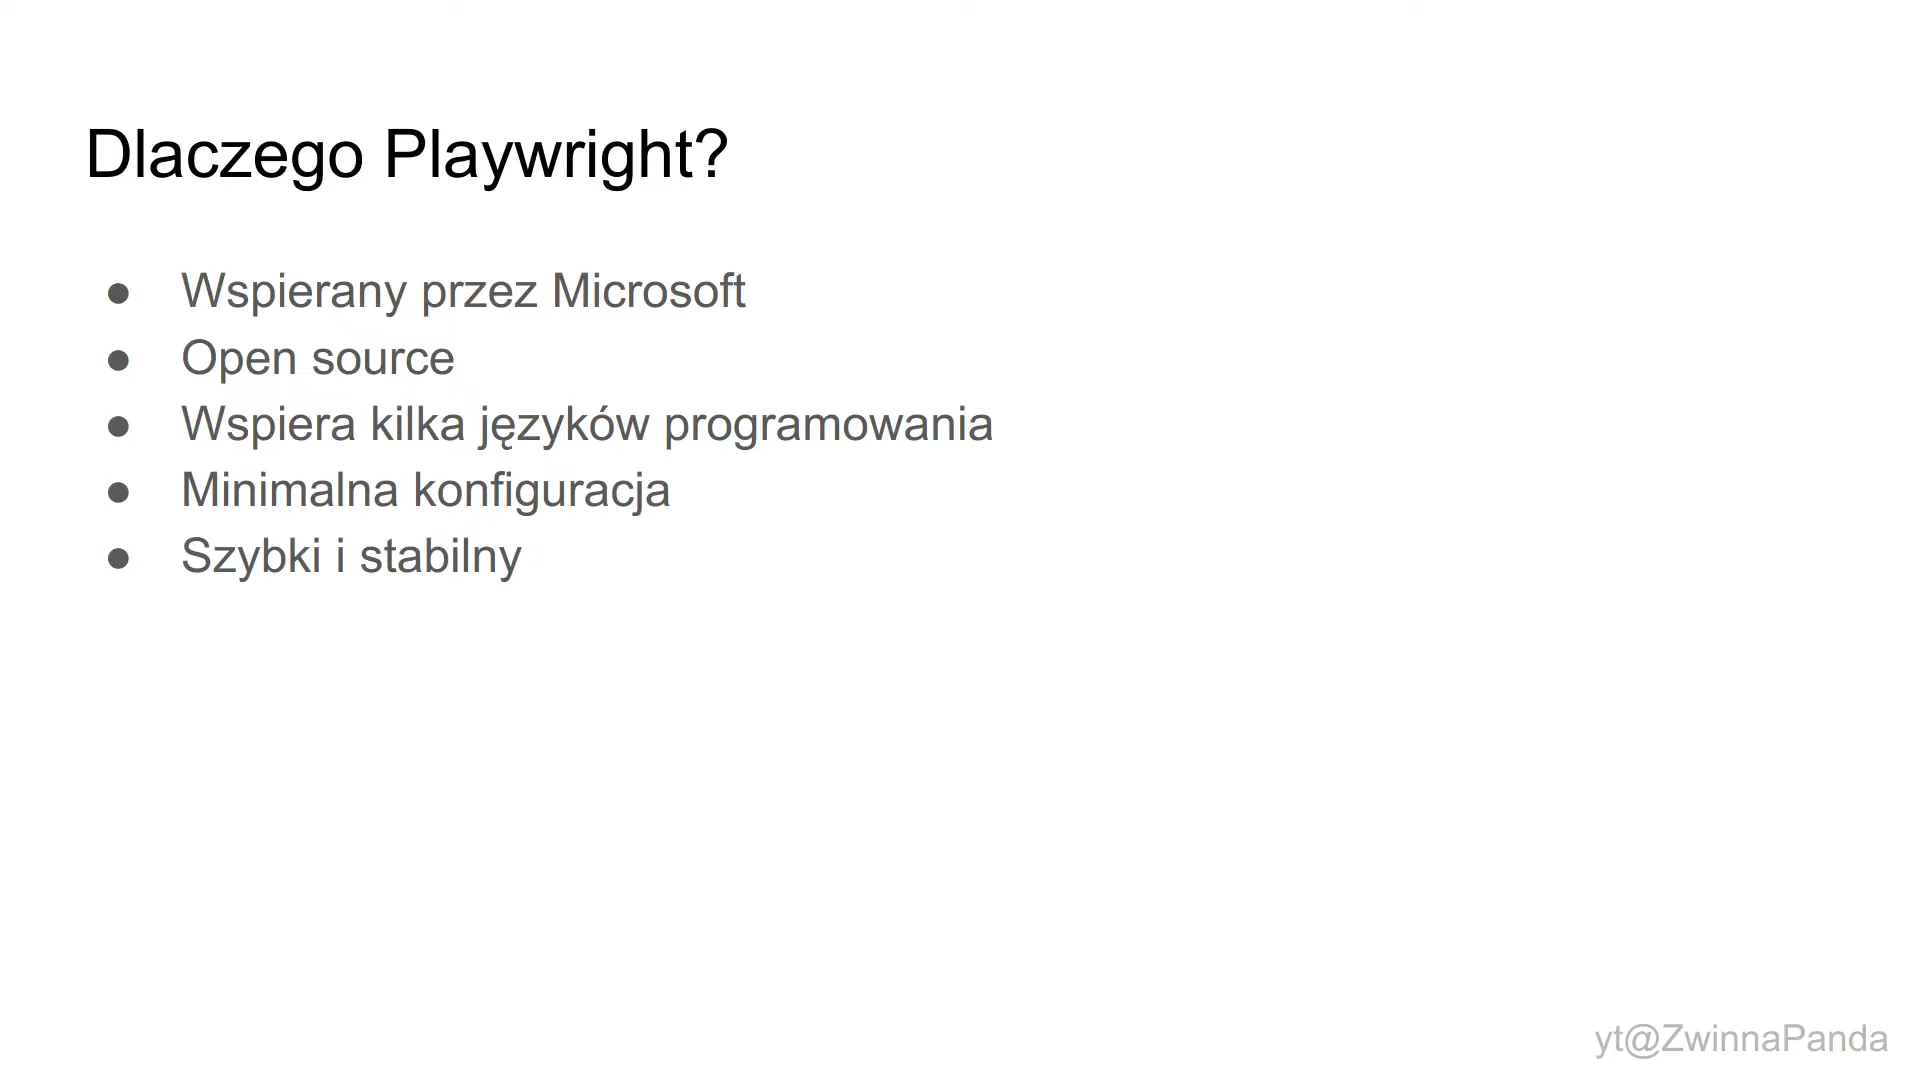 Dlaczego Playwright?
● Wspierany przez Microsoft
● Open source
● Wspiera kilka języków programowania
● Minimalna konfiguracja
● Szybki i stabilny
yt@ZwinnaPanda